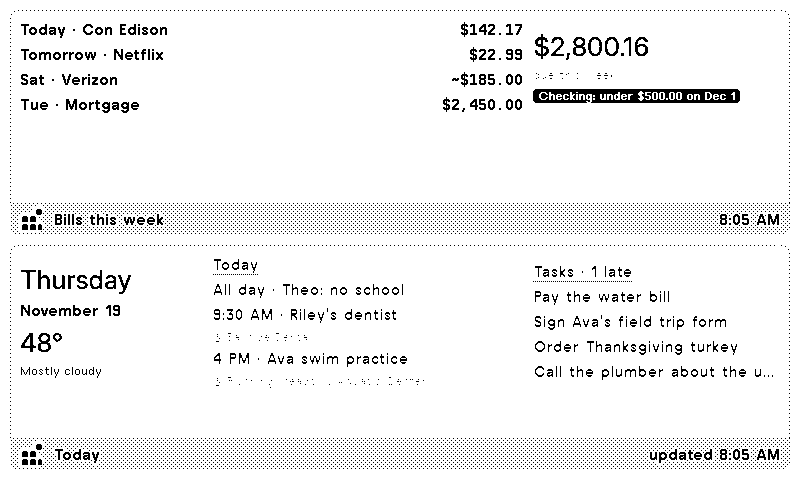 Today · Con Edison $142.17
Tomorrow · Netflix $22.99
Sat · Verizon ~$185.00
Tue · Mortgage $2,450.00
$2,800.16
due this week
Checking: under $500.00 on Dec 1
Bills this week 8:05 AM
Thursday
November 19
48°
Mostly cloudy
Today
All day · Theo: no school
9:30 AM · Riley's dentist
4 PM · Ava swim practice
Tasks · 1 late
Pay the water bill
Sign Ava's field trip form
Order Thanksgiving turkey
Call the plumber about the u...
Today updated 8:05 AM